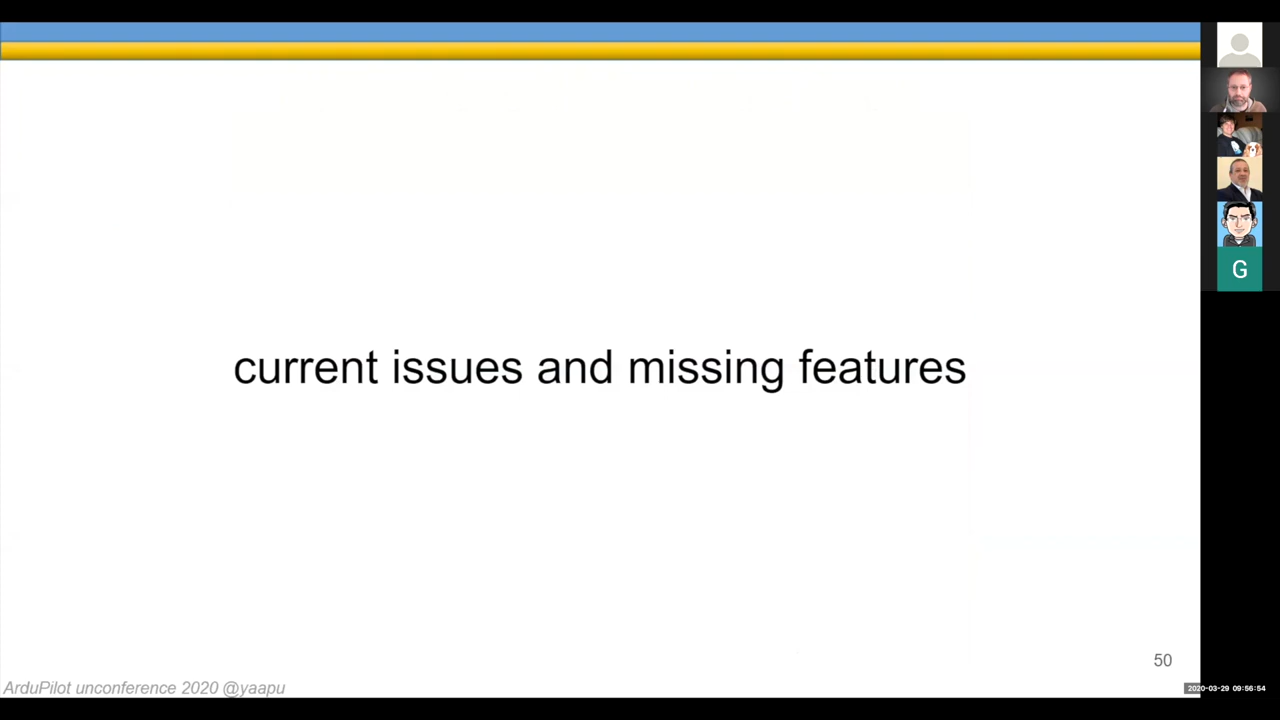 G
current issues and missing features
50
ArduPilot unconference 2020 @yaapu
2020-03-29 09:56:54